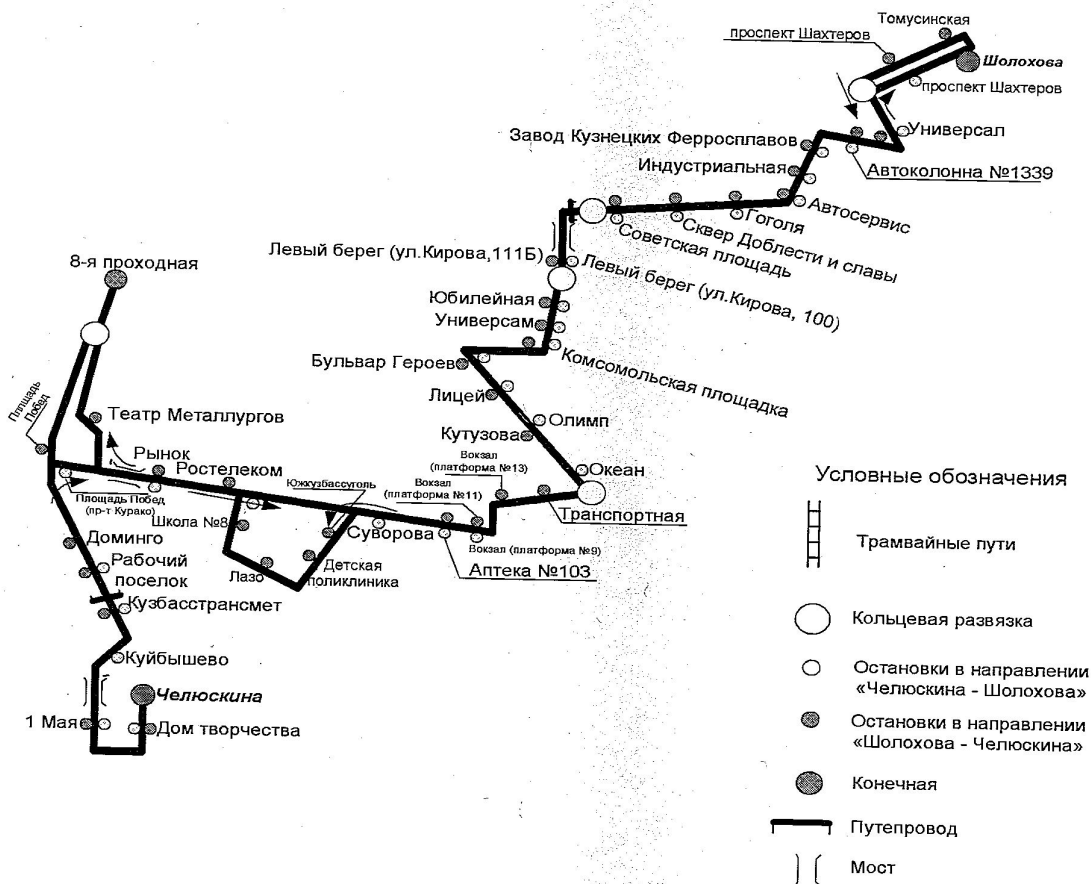 Томусинская
проспект Шахтеров
Шолохова
проспект Шахтеров
Универсал
Завод Кузнецких Ферросплавов
Автоколонна №1339
Индустриальная
Автосервис
Гоголя
Сквер Доблести и славы
Советская площадь
Левый берег (ул.Кирова,111Б)
Левый берег (ул.Кирова, 100)
8-я проходная
Юбилейная
Универсам
Комсомольская площадка
Бульвар Героев
Лицей
Олимп
Кутузова
Океан
Площадь
Побед
Театр Металлургов
Рынок
Ростелеком
Южкузбассуголь
Вокзал
(платформа №13)
Вокзал
(платформа №11)
Транспортная
Площадь Побед
(пр-т Курако)
Школа №8
Суворова
Вокзал (платформа №9)
Аптека №103
Лазо
Детская
поликлиника
Доминго
Рабочий
поселок
Кузбасстрансмет
Куйбышево
Челюскина
1 Мая
Дом творчества
Условные обозначения
Трамвайные пути
Кольцевая развязка
Остановки в направлении
«Челюскина - Шолохова»
Остановки в направлении
«Шолохова - Челюскина»
Конечная
Путепровод
Мост